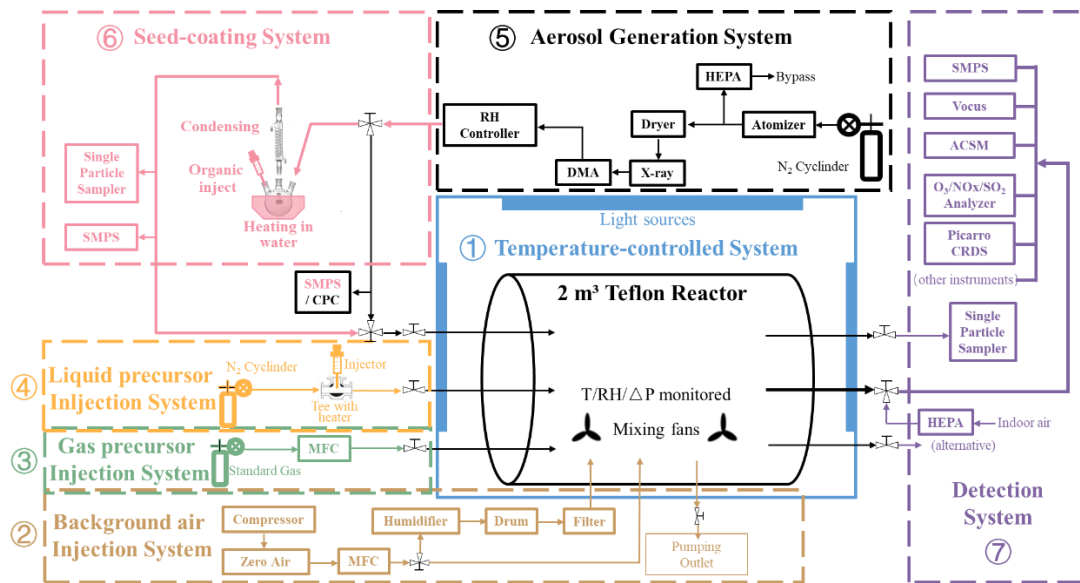 ⑥ Seed-coating System
Condensing
Organic
inject
Heating in
water
Single
Particle
Sampler
SMPS
⑤ Aerosol Generation System
HEPA
Bypass
RH
Controller
Dryer
Atomizer
DMA
X-ray
N₂ Cyclinder
SMPS
/ CPC
Light sources
① Temperature-controlled System
2 m³ Teflon Reactor
T/RH/△P monitored
Mixing fans
④ Liquid precursor
Inljection System
N₂ Cyclinder
Injector
Tee with
heater
③ Gas precursor
Injection System
Standard Gas
MFC
② Background air
Injection System
Compressor
Zero Air
MFC
Humidifier
Drum
Filter
Pumping
Outlet
SMPS
Vocus
ACSM
O₃/NOx/SO₂
Analyzer
Picarro
CRDS
(other instruments)
Single
Particle
Sampler
HEPA
Indoor air
(alternative)
Detection
System
⑦